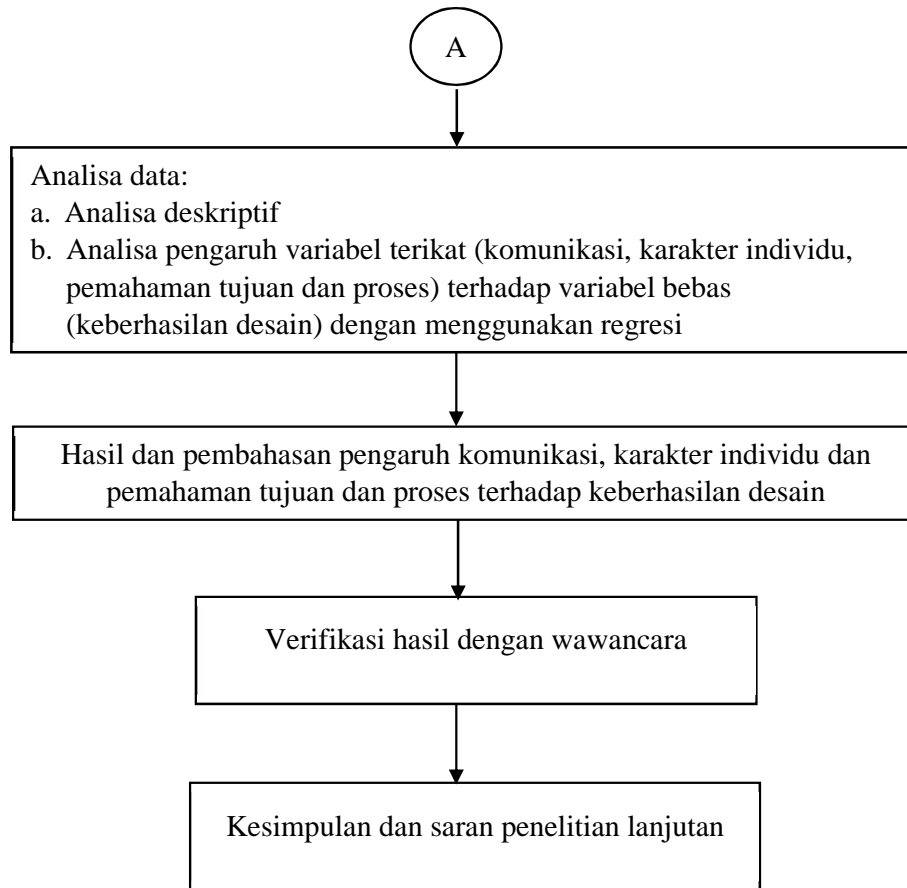 A
Analisa data:
a. Analisa deskriptif
b. Analisa pengaruh variabel terikat (komunikasi, karakter individu,
pemahaman tujuan dan proses) terhadap variabel bebas
(keberhasilan desain) dengan menggunakan regresi
Hasil dan pembahasan pengaruh komunikasi, karakter individu dan
pemahaman tujuan dan proses terhadap keberhasilan desain
Verifikasi hasil dengan wawancara
Kesimpulan dan saran penelitian lanjutan